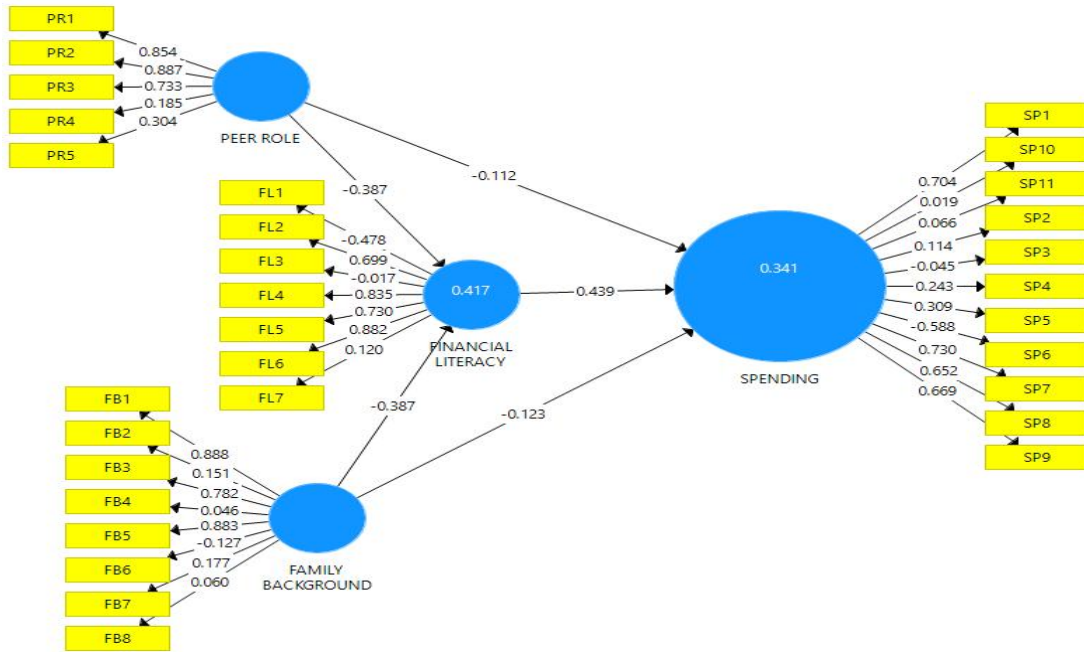 PR1
PR2
PR3
PR4
PR5
0.854
0.887
0.733
0.185
0.304
PEER ROLE
-0.387
-0.112
FL1
FL2
FL3
FL4
FL5
FL6
FL7
-0.478
0.699
-0.017
0.835
0.730
0.882
0.120
0.417
FINANCIAL
LITERACY
0.439
FB1
FB2
FB3
FB4
FB5
FB6
FB7
FB8
0.888
0.151
0.782
0.046
0.883
-0.127
0.177
0.060
FAMILY
BACKGROUND
-0.387
-0.123
0.341
SPENDING
0.704
0.019
0.066
0.114
-0.045
0.243
0.309
-0.588
0.730
0.652
0.669
SP1
SP10
SP11
SP2
SP3
SP4
SP5
SP6
SP7
SP8
SP9